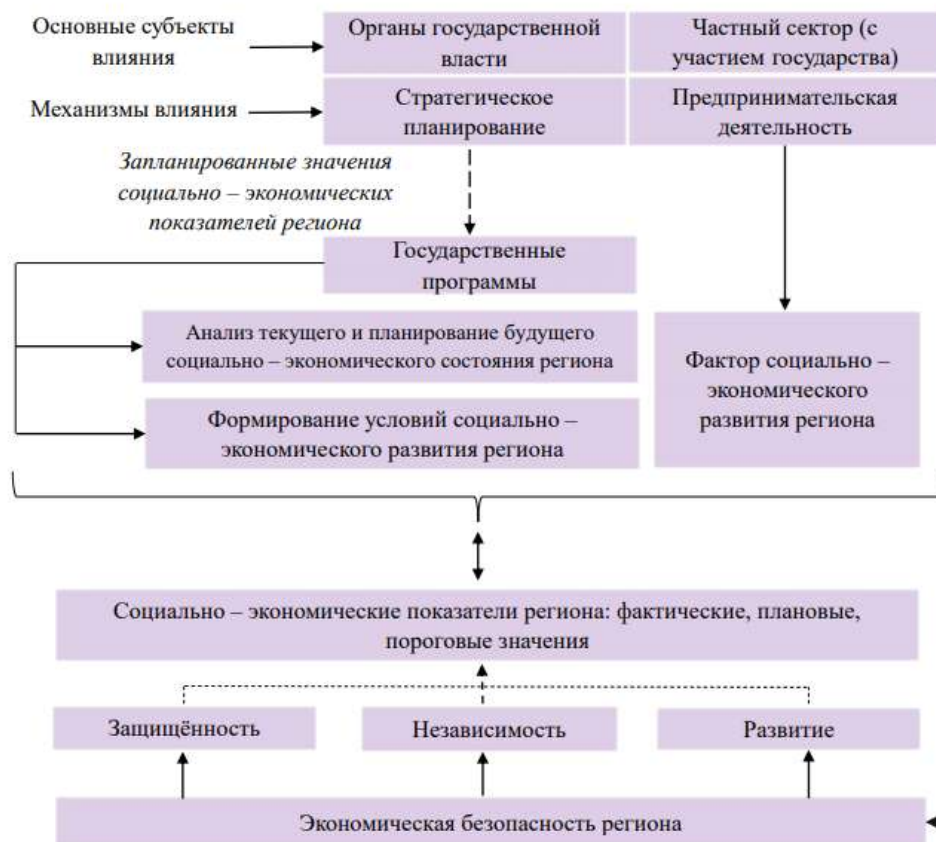 Основные субъекты
влияния
Органы государственной
власти
Частный сектор (с
участием государства)
Механизмы влияния
Стратегическое
планирование
Предпринимательская
деятельность
Запланированные значения
социально – экономических
показателей региона
Государственные
программы
Анализ текущего и планирование будущего
социально – экономического состояния региона
Формирование условий социально –
экономического развития региона
Фактор социально –
экономического
развития региона
Социально – экономические показатели региона: фактические, плановые,
пороговые значения
Защищённость
Независимость
Развитие
Экономическая безопасность региона